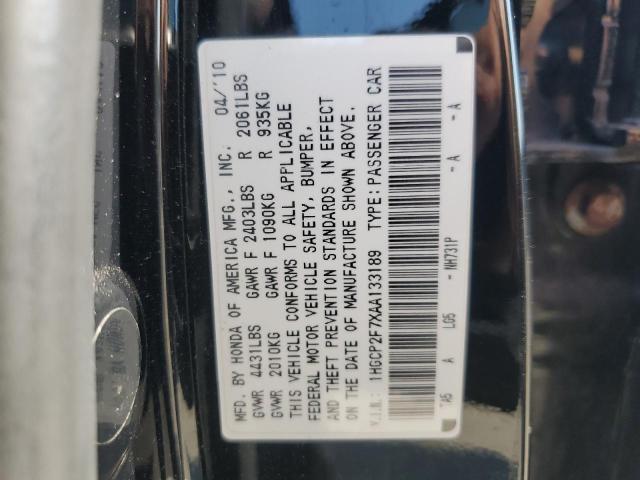 MFD. BY HONDA OF AMERICA MFG., INC. 04/'10
GVWR 4431LBS GAWR F 2403LBS R 2061LBS
GVWR 2010KG GAWR F 1090KG R 935KG
THIS VEHICLE CONFORMS TO ALL APPLICABLE
FEDERAL MOTOR VEHICLE SAFETY, BUMPER,
AND THEFT PREVENTION STANDARDS IN EFFECT
ON THE DATE OF MANUFACTURE SHOWN ABOVE.
V.I.N.: 1HGCP2F7XAA133189 TYPE:PASSENGER CAR
TA5 A L05 - NH731P - A - A